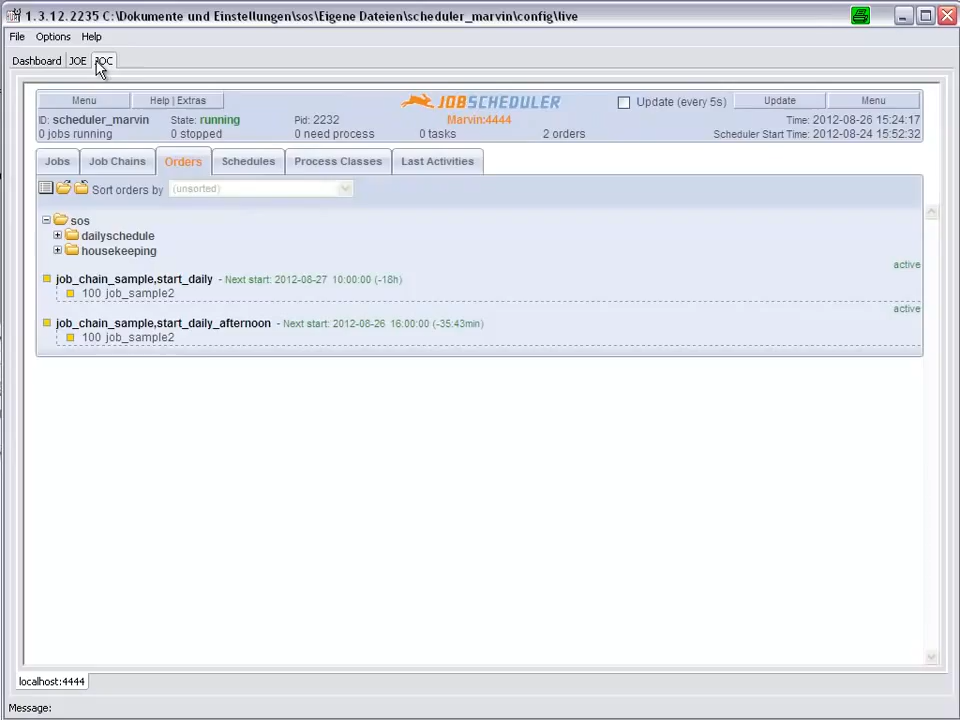 1.3.12.2235 C:\Dokumente und Einstellungen\sos\Eigene Dateien\scheduler_marvin\config\live
File Options Help
Dashboard JOE JOC
Menu Help | Extras JOBSCHEDULER Update (every 5s) Update Menu
ID: scheduler_marvin State: running Pid: 2232 Marvin:4444 Time: 2012-08-26 15:24:17
0 jobs running 0 stopped 0 need process 0 tasks 2 orders Scheduler Start Time: 2012-08-24 15:52:32
Jobs Job Chains Orders Schedules Process Classes Last Activities
Sort orders by (unsorted)
sos
dailyschedule
housekeeping
active
job_chain_sample,start_daily - Next start: 2012-08-27 10:00:00 (-18h)
100 job_sample2
active
job_chain_sample,start_daily_afternoon - Next start: 2012-08-26 16:00:00 (-35:43min)
100 job_sample2
localhost:4444
Message: